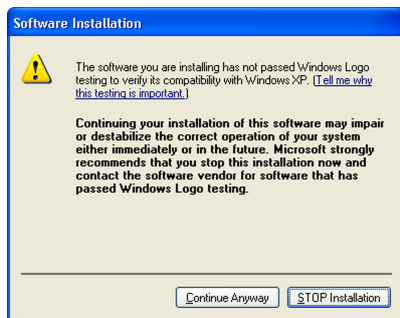 Software Installation
The software you are installing has not passed Windows Logo
testing to verify its compatibility with Windows XP. (Tell me why
this testing is important.)
Continuing your installation of this software may impair
or destabilize the correct operation of your system
either immediately or in the future. Microsoft strongly
recommends that you stop this installation now and
contact the software vendor for software that has
passed Windows Logo testing.
Continue Anyway
STOP Installation